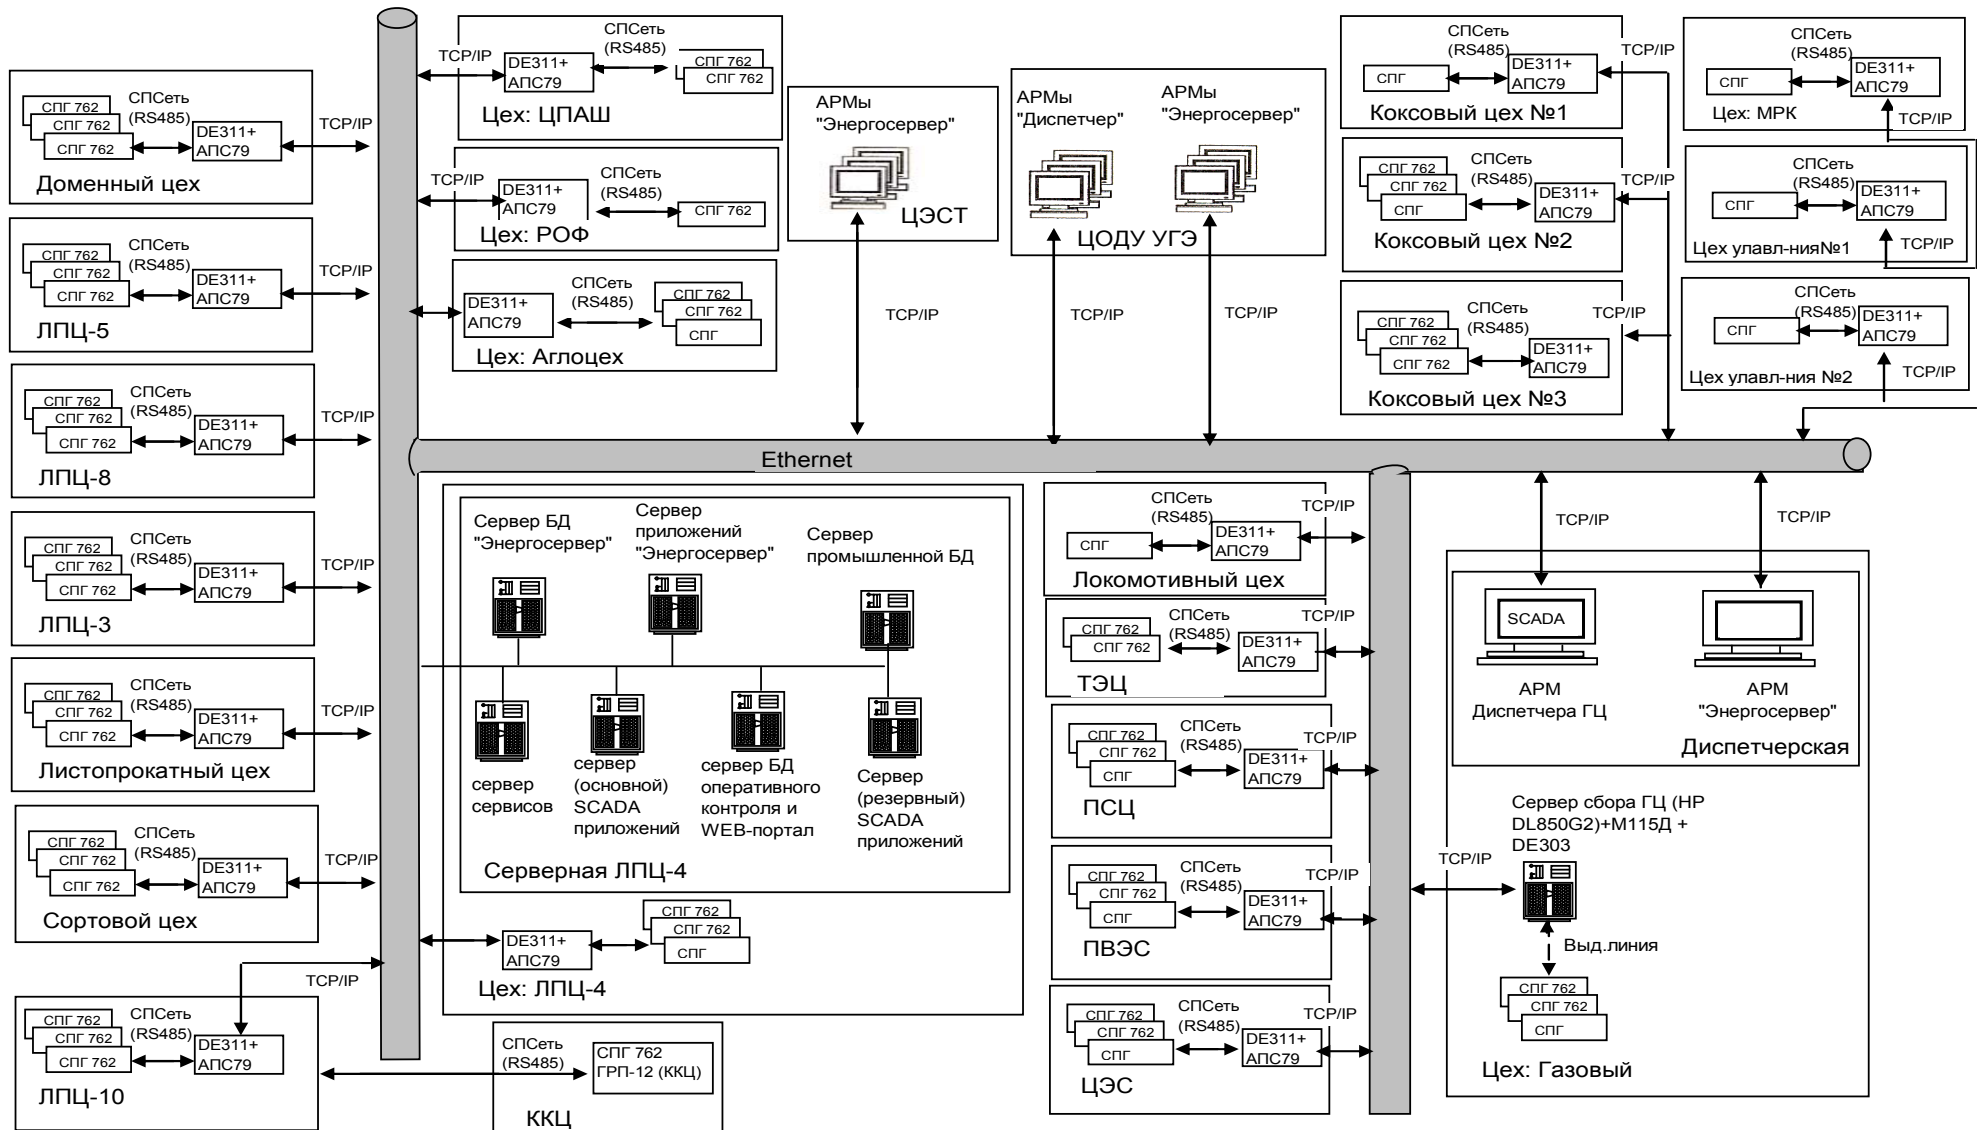 СПГ 762
СПГ 762
СПГ 762
СПСеть
(RS485)
DE311+
АПС79
TCP/IP
Доменный цех
СПГ 762
СПГ 762
СПГ 762
СПСеть
(RS485)
DE311+
АПС79
TCP/IP
ЛПЦ-5
СПГ 762
СПГ 762
СПГ 762
СПСеть
(RS485)
DE311+
АПС79
TCP/IP
ЛПЦ-8
СПГ 762
СПГ 762
СПГ 762
СПСеть
(RS485)
DE311+
АПС79
TCP/IP
ЛПЦ-3
СПГ 762
СПГ 762
СПГ 762
СПСеть
(RS485)
DE311+
АПС79
TCP/IP
Листопрокатный цех
СПГ 762
СПГ 762
СПГ 762
СПСеть
(RS485)
DE311+
АПС79
TCP/IP
Сортовой цех
TCP/IP
СПГ 762
СПГ 762
СПГ 762
СПСеть
(RS485)
DE311+
АПС79
ЛПЦ-10
TCP/IP
DE311+
АПС79
СПСеть
(RS485)
СПГ 762
СПГ 762
Цех: ЦПАШ
TCP/IP
DE311+
АПС79
СПСеть
(RS485)
СПГ 762
Цех: РОФ
DE311+
АПС79
СПСеть
(RS485)
СПГ 762
СПГ 762
СПГ
Цех: Аглоцех
АРМы
"Энергосервер"
ЦЭСТ
TCP/IP
АРМы
"Диспетчер"
АРМы
"Энергосервер"
ЦОДУ УГЭ
TCP/IP
TCP/IP
СПСеть
(RS485)
СПГ
DE311+
АПС79
TCP/IP
Коксовый цех №1
СПГ 762
СПГ 762
СПГ
СПСеть
(RS485)
DE311+
АПС79
TCP/IP
Коксовый цех №2
СПГ 762
СПГ 762
СПГ 762
СПСеть
(RS485)
DE311+
АПС79
TCP/IP
Коксовый цех №3
СПСеть
(RS485)
СПГ
DE311+
АПС79
TCP/IP
Цех: МРК
СПСеть
(RS485)
СПГ
DE311+
АПС79
TCP/IP
Цех улавл-ния№1
СПСеть
(RS485)
СПГ
DE311+
АПС79
TCP/IP
Цех улавл-ния №2
Ethernet
Сервер БД
"Энергосервер"
Сервер
приложений
"Энергосервер"
Сервер
промышленной БД
сервер
сервисов
сервер
(основной)
SCADA
приложений
сервер БД
оперативного
контроля и
WEB-портал
Сервер
(резервный)
SCADA
приложений
Серверная ЛПЦ-4
DE311+
АПС79
СПГ 762
СПГ 762
СПГ
Цех: ЛПЦ-4
СПСеть
(RS485)
СПГ 762
ГРП-12 (ККЦ)
ККЦ
СПСеть
(RS485)
СПГ
DE311+
АПС79
TCP/IP
Локомотивный цех
СПГ 762
СПГ 762
СПСеть
(RS485)
DE311+
АПС79
TCP/IP
ТЭЦ
СПГ 762
СПГ 762
СПГ
СПСеть
(RS485)
DE311+
АПС79
TCP/IP
ПСЦ
СПГ 762
СПГ 762
СПГ
СПСеть
(RS485)
DE311+
АПС79
TCP/IP
ПВЭС
СПГ 762
СПГ 762
СПГ
СПСеть
(RS485)
DE311+
АПС79
TCP/IP
ЦЭС
TCP/IP
TCP/IP
SCADA
АРМ
Диспетчера ГЦ
АРМ
"Энергосервер"
Диспетчерская
Сервер сбора ГЦ (HP
DL850G2)+М115Д +
DE303
TCP/IP
Выд.линия
СПГ 762
СПГ 762
СПГ
Цех: Газовый